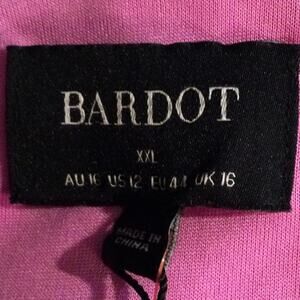 BARDOT
XXL
AU 16 US 12 EU 44 UK 16
MADE IN
CHINA